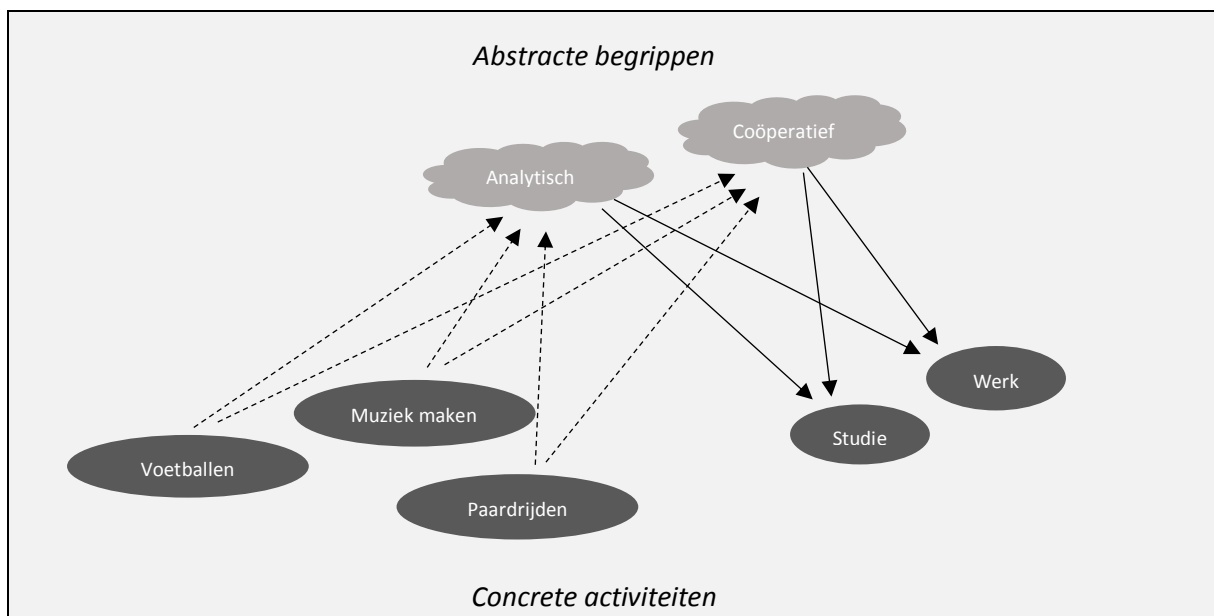 Abstracte begrippen
Coöperatief
Analytisch
Werk
Muziek maken
Studie
Voetballen
Paardrijden
Concrete activiteiten